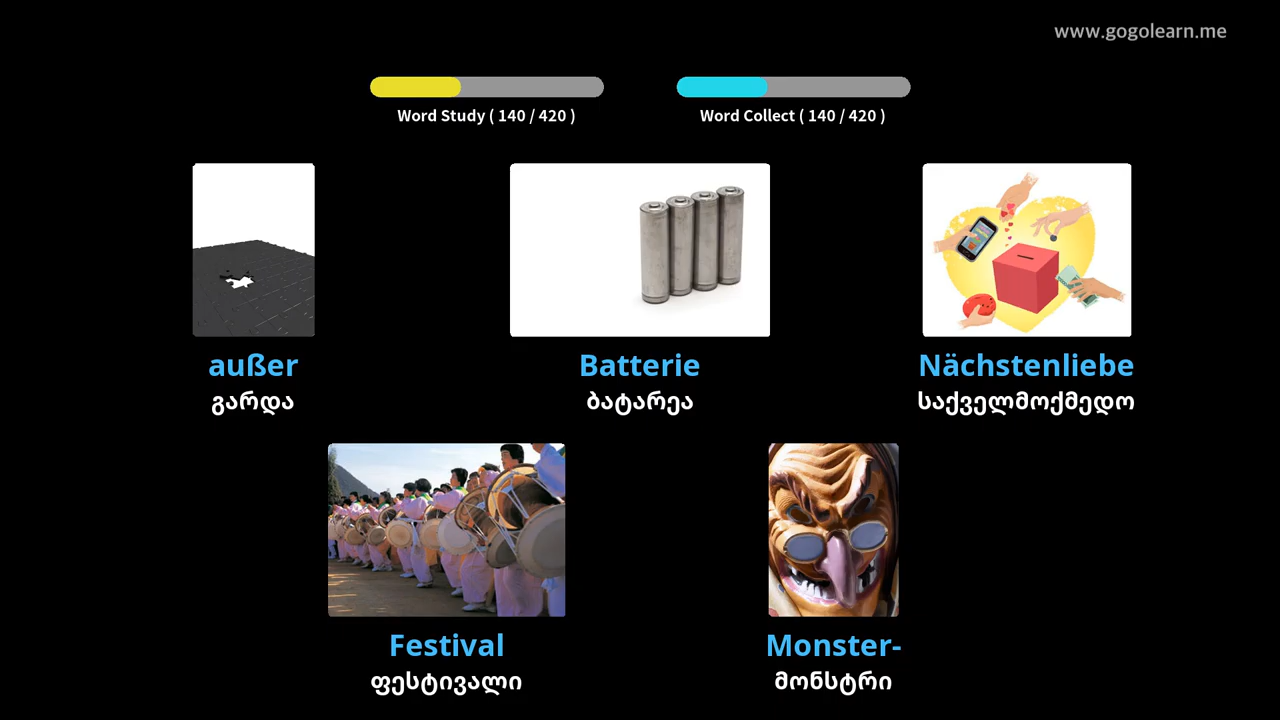 www.gogolearn.me
Word Study ( 140 / 420 )
Word Collect ( 140 / 420 )
außer
გარდა
Batterie
ბატარეა
Nächstenliebe
საქველმოქმედო
Festival
ფესტივალი
Monster-
მონსტრი